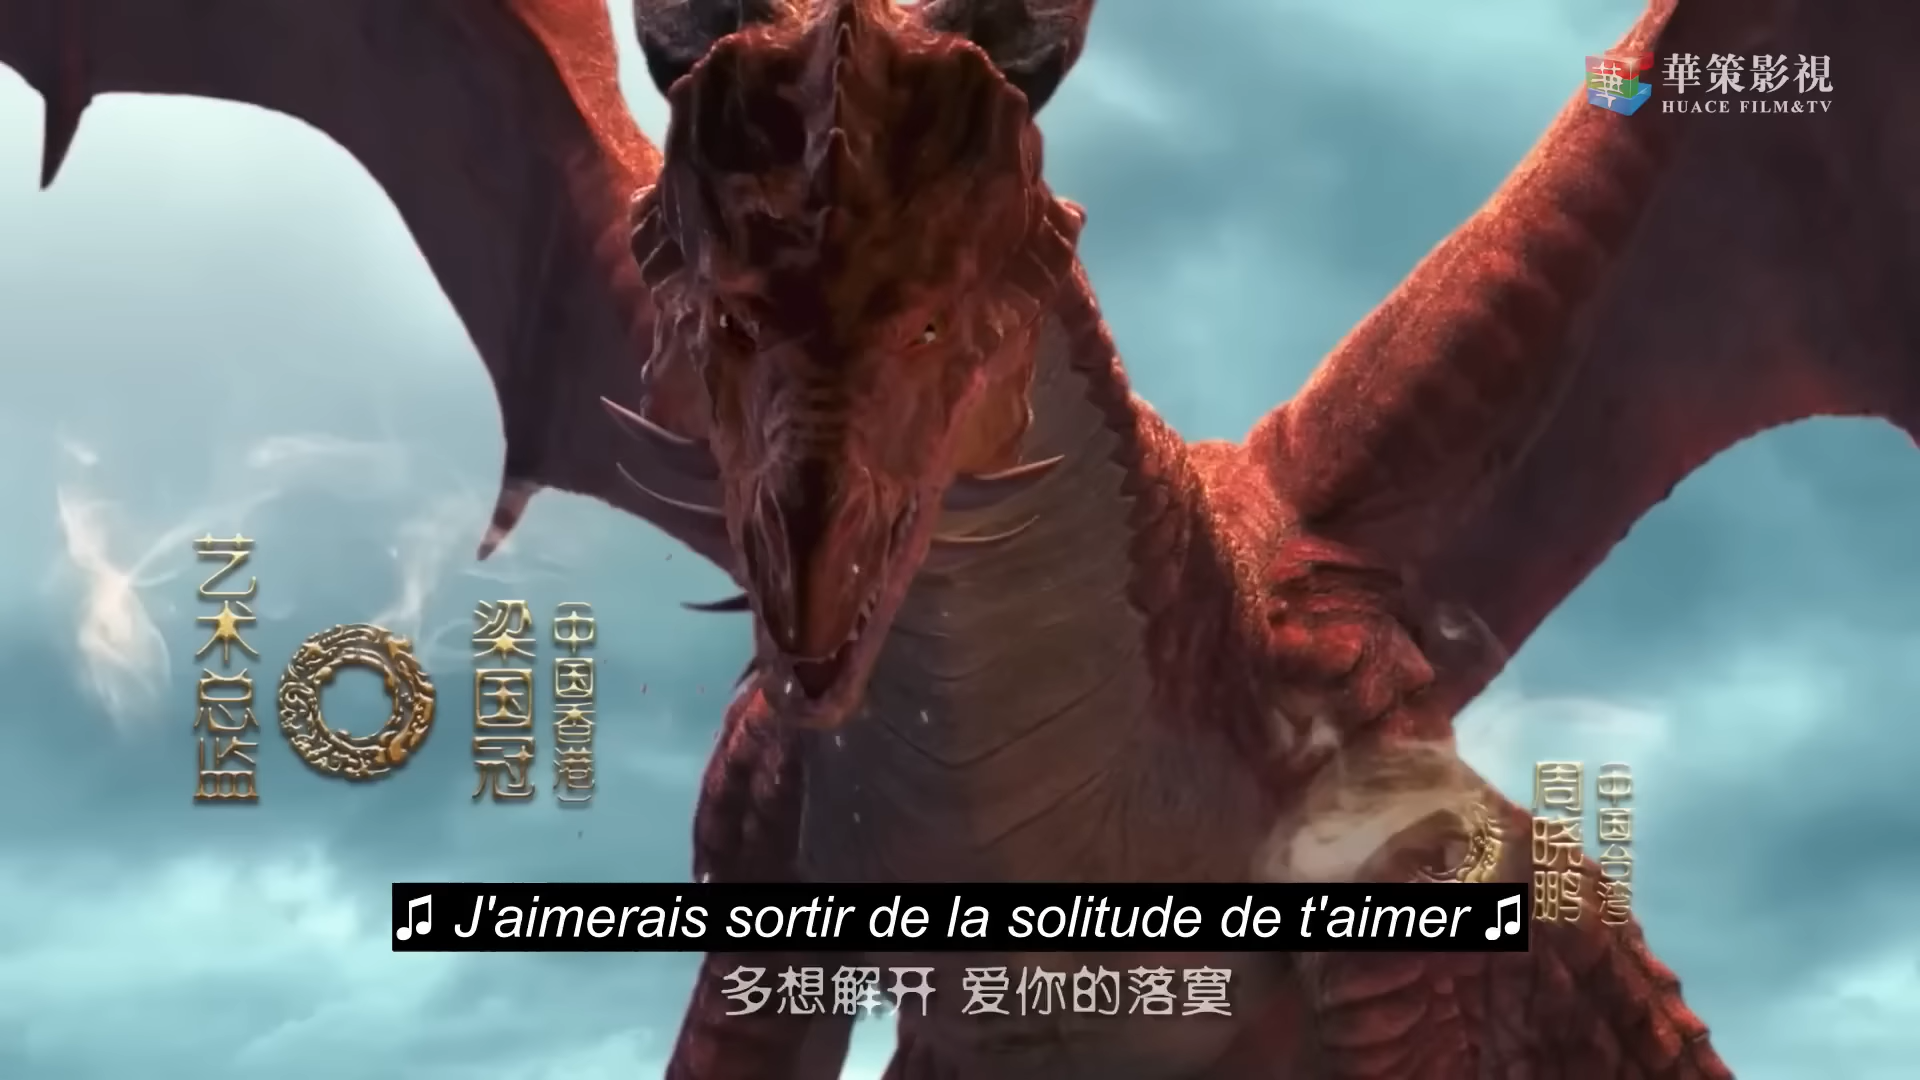 華策影視
HUACE FILM&TV
艺术总监
梁国冠
(中国香港)
周晓鹏
(中国台湾)
♫ J'aimerais sortir de la solitude de t'aimer ♫
多想解开 爱你的落寞